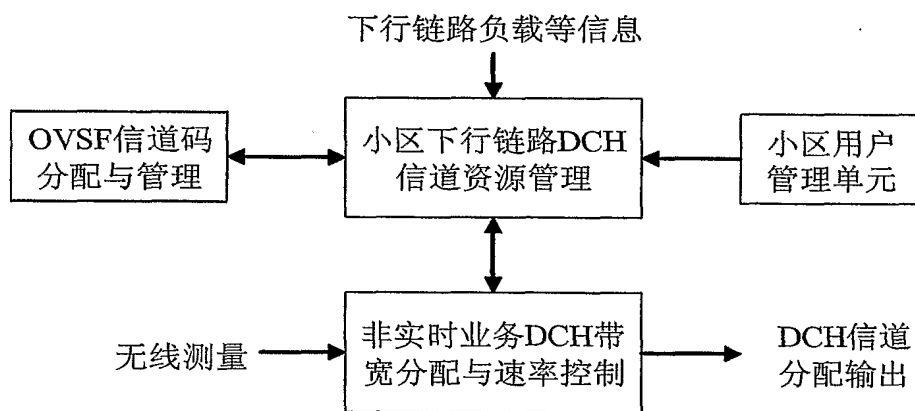 下行链路负载等信息
OVSF信道码
分配与管理
小区下行链路DCH
信道资源管理
小区用户
管理单元
无线测量
非实时业务DCH带
宽分配与速率控制
DCH信道
分配输出